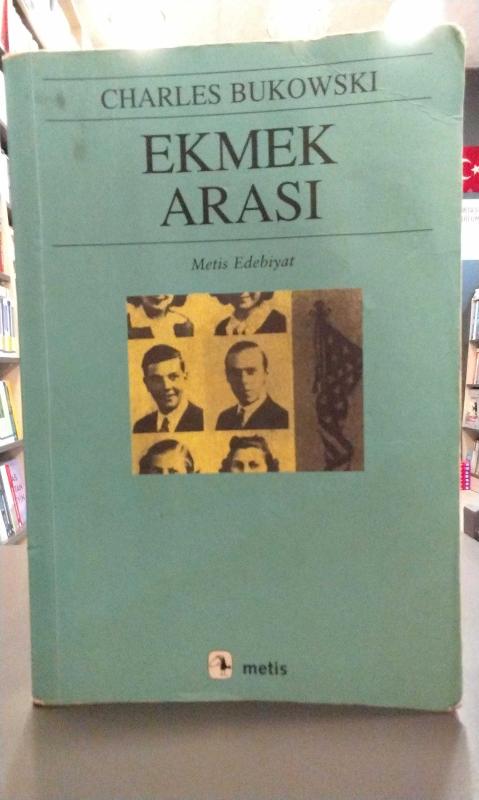 CHARLES BUKOWSKI
EKMEK
ARASI
Metis Edebiyat
metis